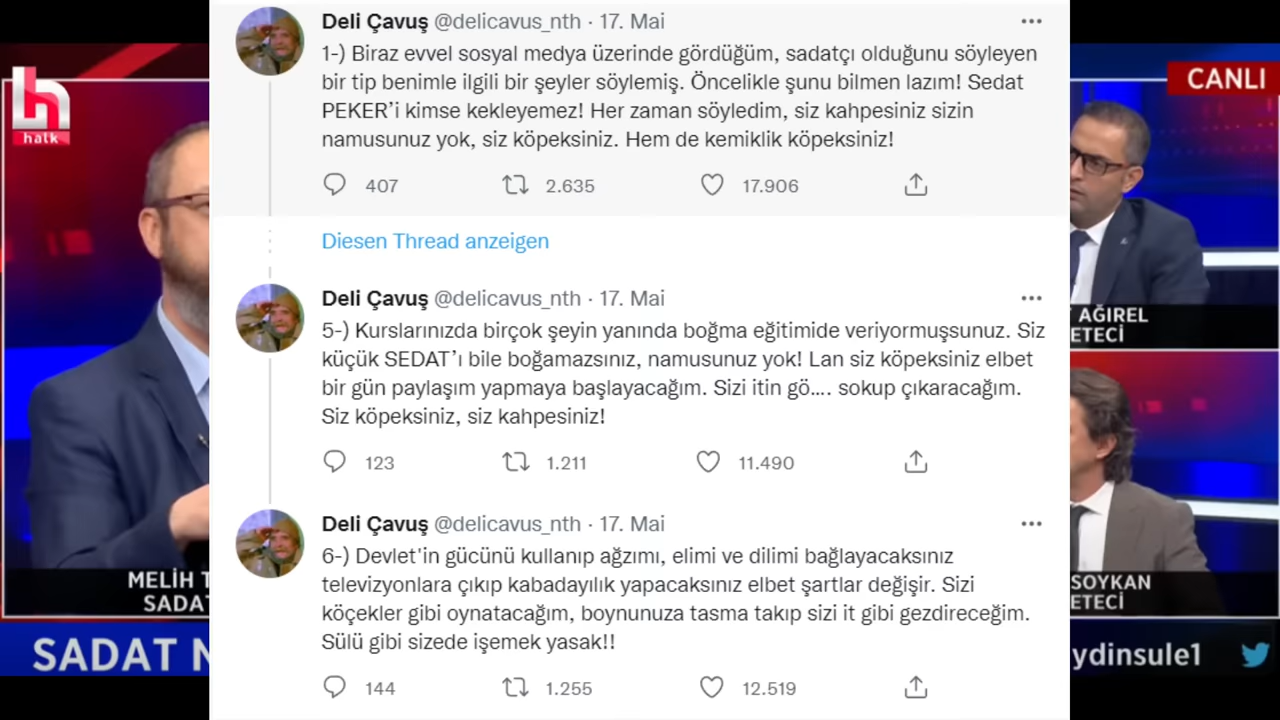 Deli Çavuş @delicavus_nth · 17. Mai
1-) Biraz evvel sosyal medya üzerinde gördüğüm, sadatçı olduğunu söyleyen
bir tip benimle ilgili bir şeyler söylemiş. Öncelikle şunu bilmen lazım! Sedat
PEKER’i kimse kekleyemez! Her zaman söyledim, siz kahpesiniz sizin
namusunuz yok, siz köpeksiniz. Hem de kemiklik köpeksiniz!
407 2.635 17.906
Diesen Thread anzeigen
Deli Çavuş @delicavus_nth · 17. Mai
5-) Kurslarınızda birçok şeyin yanında boğma eğitimide veriyormuşsunuz. Siz
küçük SEDAT’ı bile boğamazsınız, namusunuz yok! Lan siz köpeksiniz elbet
bir gün paylaşım yapmaya başlayacağım. Sizi itin gö.... sokup çıkaracağım.
Siz köpeksiniz, siz kahpesiniz!
123 1.211 11.490
Deli Çavuş @delicavus_nth · 17. Mai
6-) Devlet'in gücünü kullanıp ağzımı, elimi ve dilimi bağlayacaksınız
televizyonlara çıkıp kabadayılık yapacaksınız elbet şartlar değişir. Sizi
köçekler gibi oynatacağım, boynunuza tasma takıp sizi it gibi gezdireceğim.
Sülü gibi sizede işemek yasak!!
144 1.255 12.519
h
halk
CANLI
AĞIREL
ETECİ
MELİH T
SADAT
SOYKAN
ETECİ
SADAT N
ydinsule1